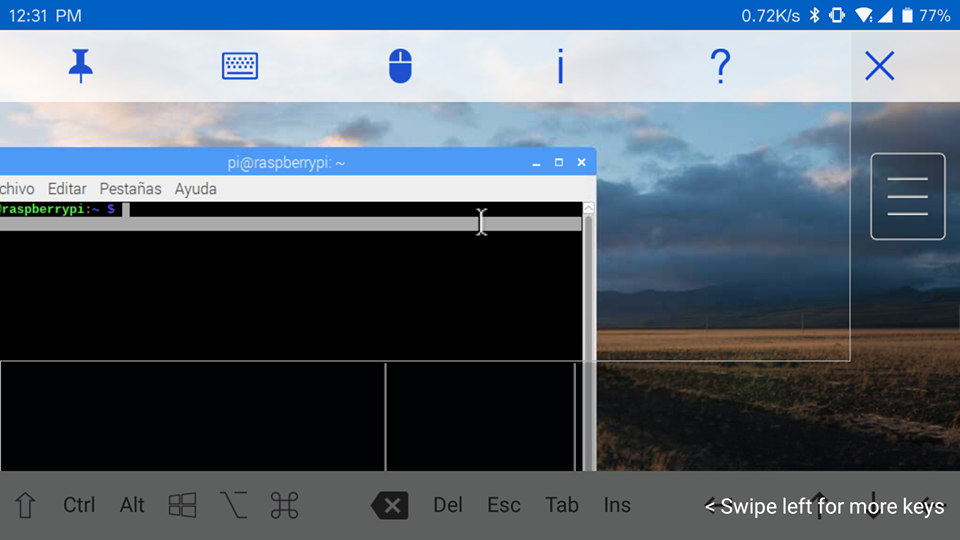 12:31 PM 0.72K/s 77%
i ?
pi@raspberrypi: ~
chivo Editar Pestañas Ayuda
@raspberrypi:~ $
Ctrl Alt Del Esc Tab Ins < Swipe left for more keys